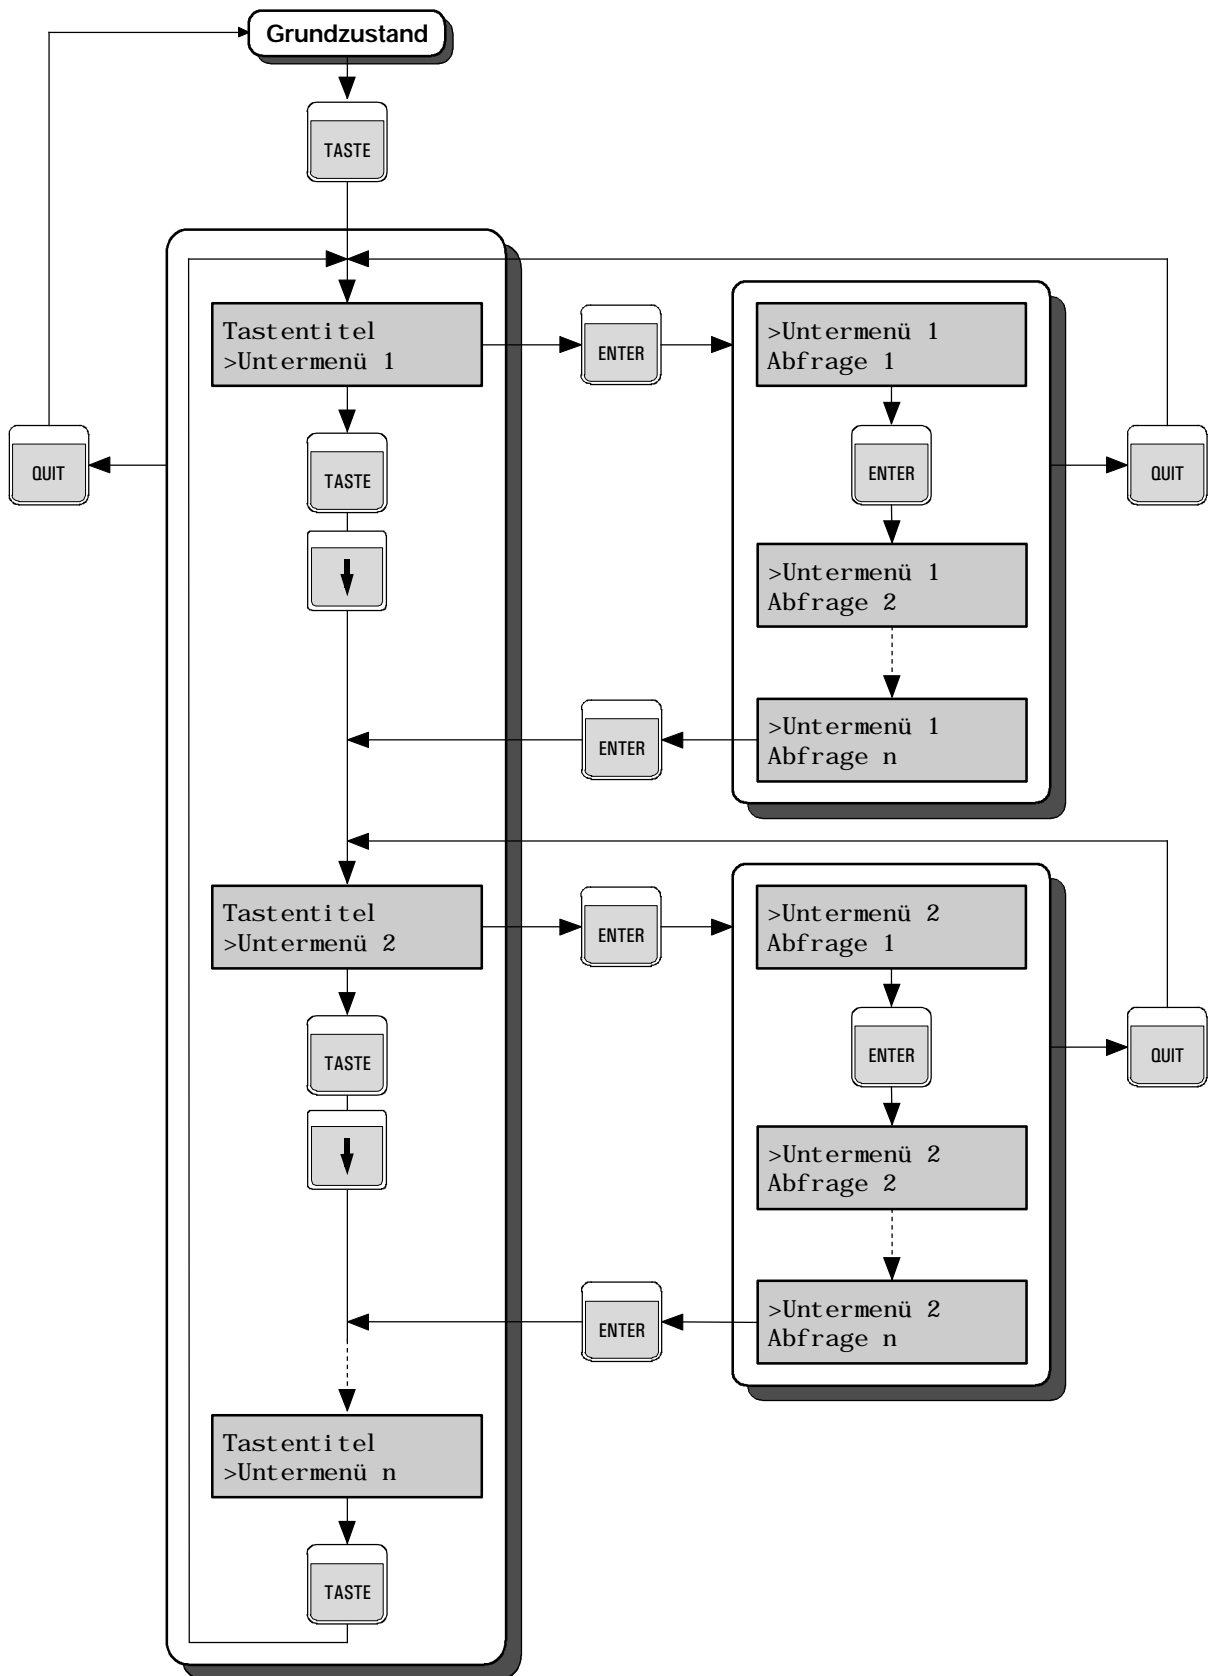 Grundzustand
TASTE
Tastentitel
>Untermenü 1
ENTER
>Untermenü 1
Abfrage 1
QUIT
TASTE
ENTER
QUIT
>Untermenü 1
Abfrage 2
ENTER
>Untermenü 1
Abfrage n
Tastentitel
>Untermenü 2
ENTER
>Untermenü 2
Abfrage 1
TASTE
ENTER
QUIT
>Untermenü 2
Abfrage 2
ENTER
>Untermenü 2
Abfrage n
Tastentitel
>Untermenü n
TASTE